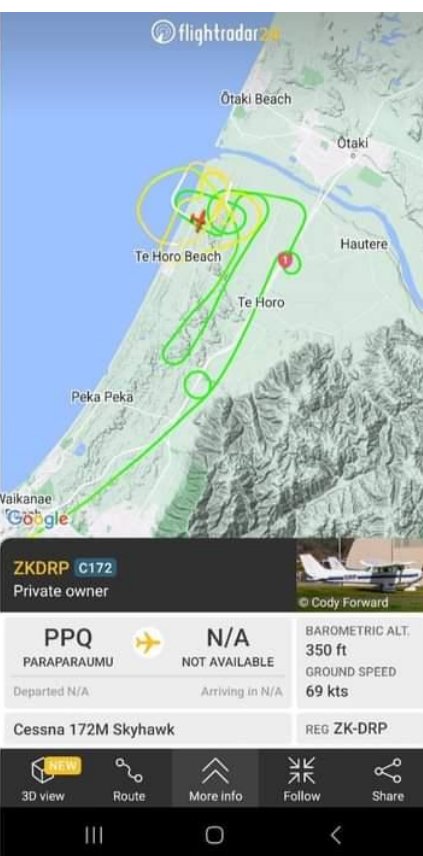 flightradar24
Ōtaki Beach
Ōtaki
Hautere
Te Horo Beach
1
Te Horo
Peka Peka
Waikanae
Google
ZKDRP C172
Private owner
© Cody Forward
PPQ
PARAPARAUMU
N/A
NOT AVAILABLE
Departed N/A
Arriving in N/A
BAROMETRIC ALT.
350 ft
GROUND SPEED
69 kts
Cessna 172M Skyhawk
REG ZK-DRP
NEW
3D view
Route
More info
Follow
Share